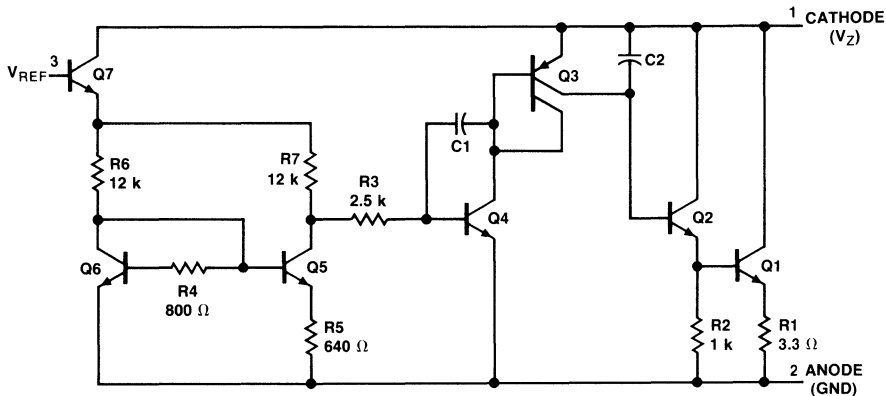 1 CATHODE
(VZ)
VREF 3
Q7
Q3
C2
R6
12 k
R7
12 k
C1
R3
2.5 k
Q4
Q2
Q6
R4
800 Ω
Q5
Q1
R5
640 Ω
R2
1 k
R1
3.3 Ω
2 ANODE
(GND)